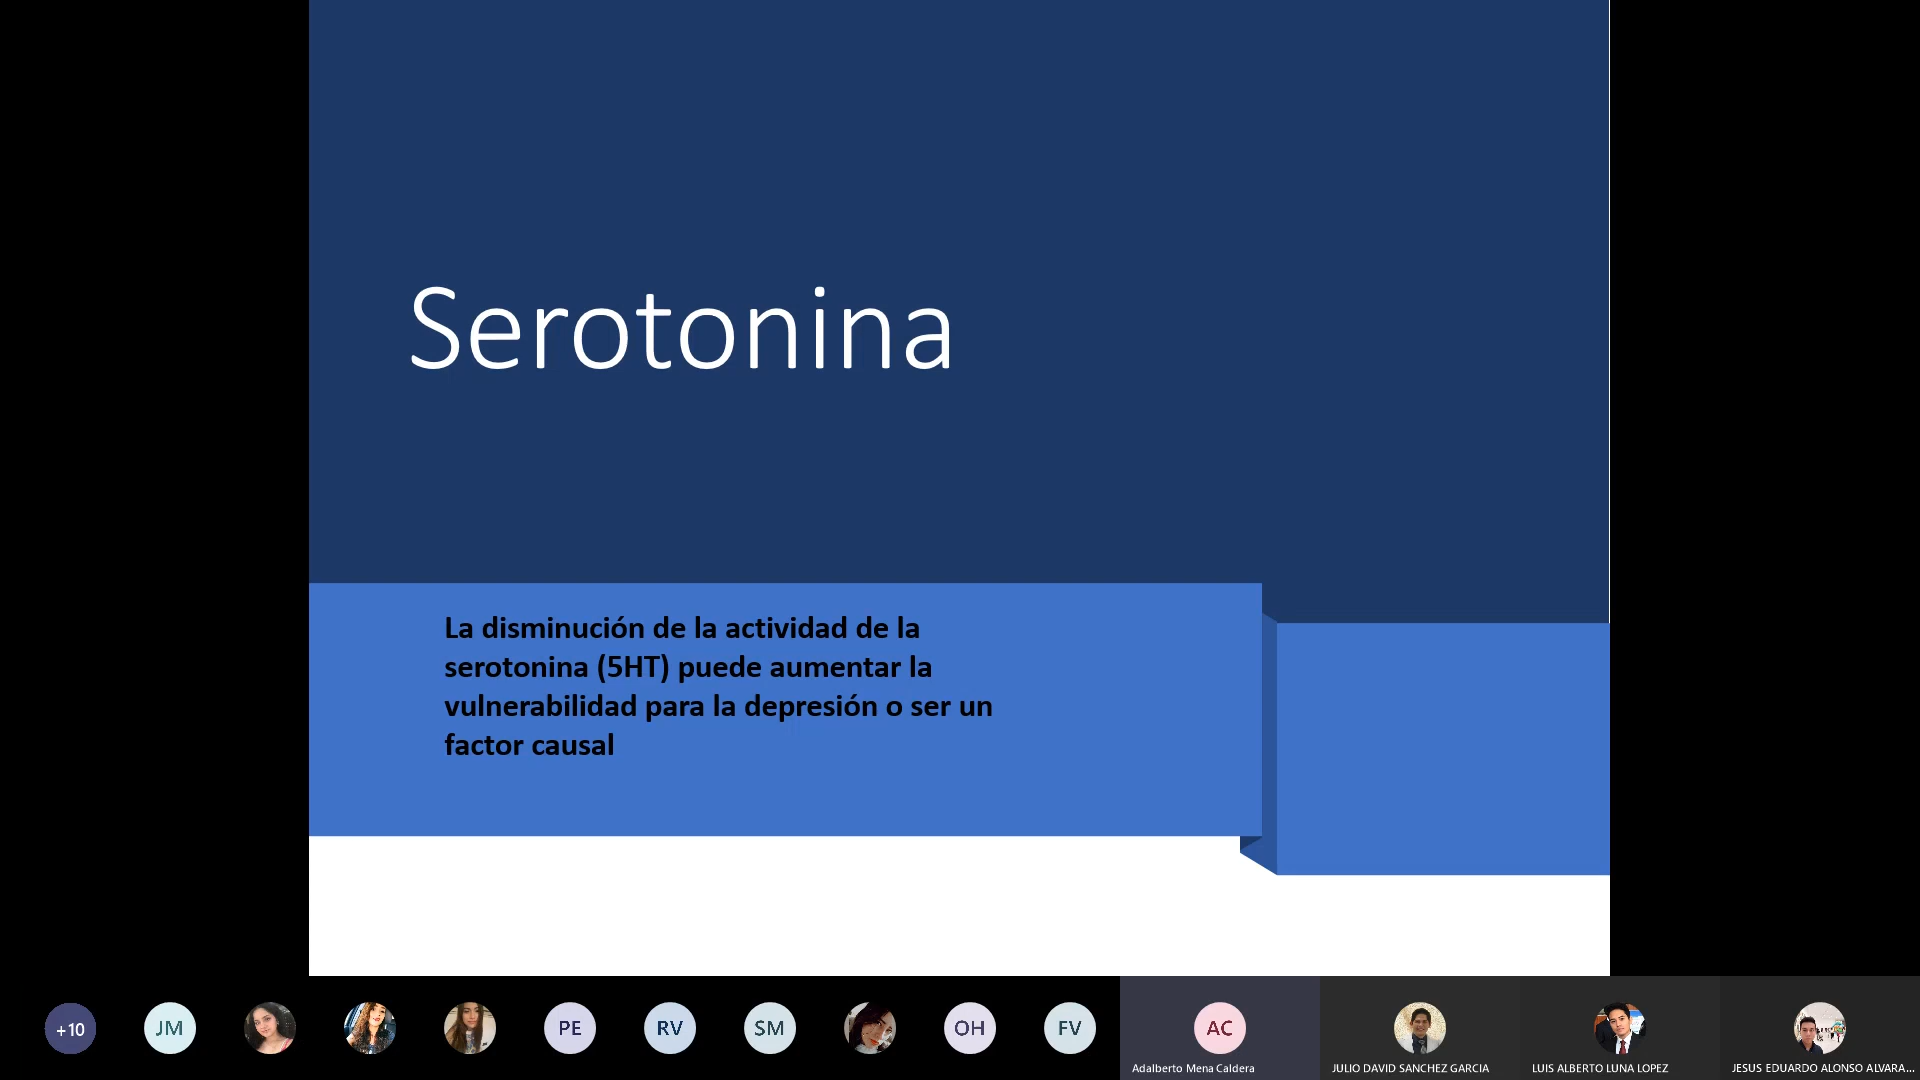 Serotonina
La disminución de la actividad de la
serotonina (5HT) puede aumentar la
vulnerabilidad para la depresión o ser un
factor causal
+10
JM
PE
RV
SM
OH
FV
AC
Adalberto Mena Caldera
JULIO DAVID SANCHEZ GARCIA
LUIS ALBERTO LUNA LOPEZ
JESUS EDUARDO ALONSO ALVARA...